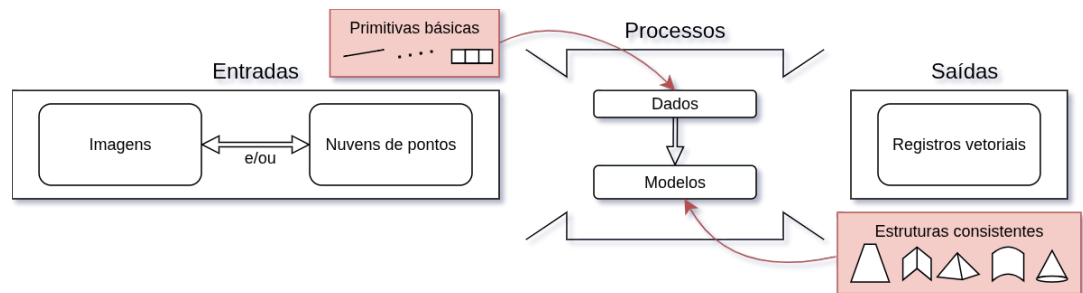 Primitivas básicas
Processos
Entradas
Saídas
Imagens
e/ou
Nuvens de pontos
Dados
Modelos
Registros vetoriais
Estruturas consistentes